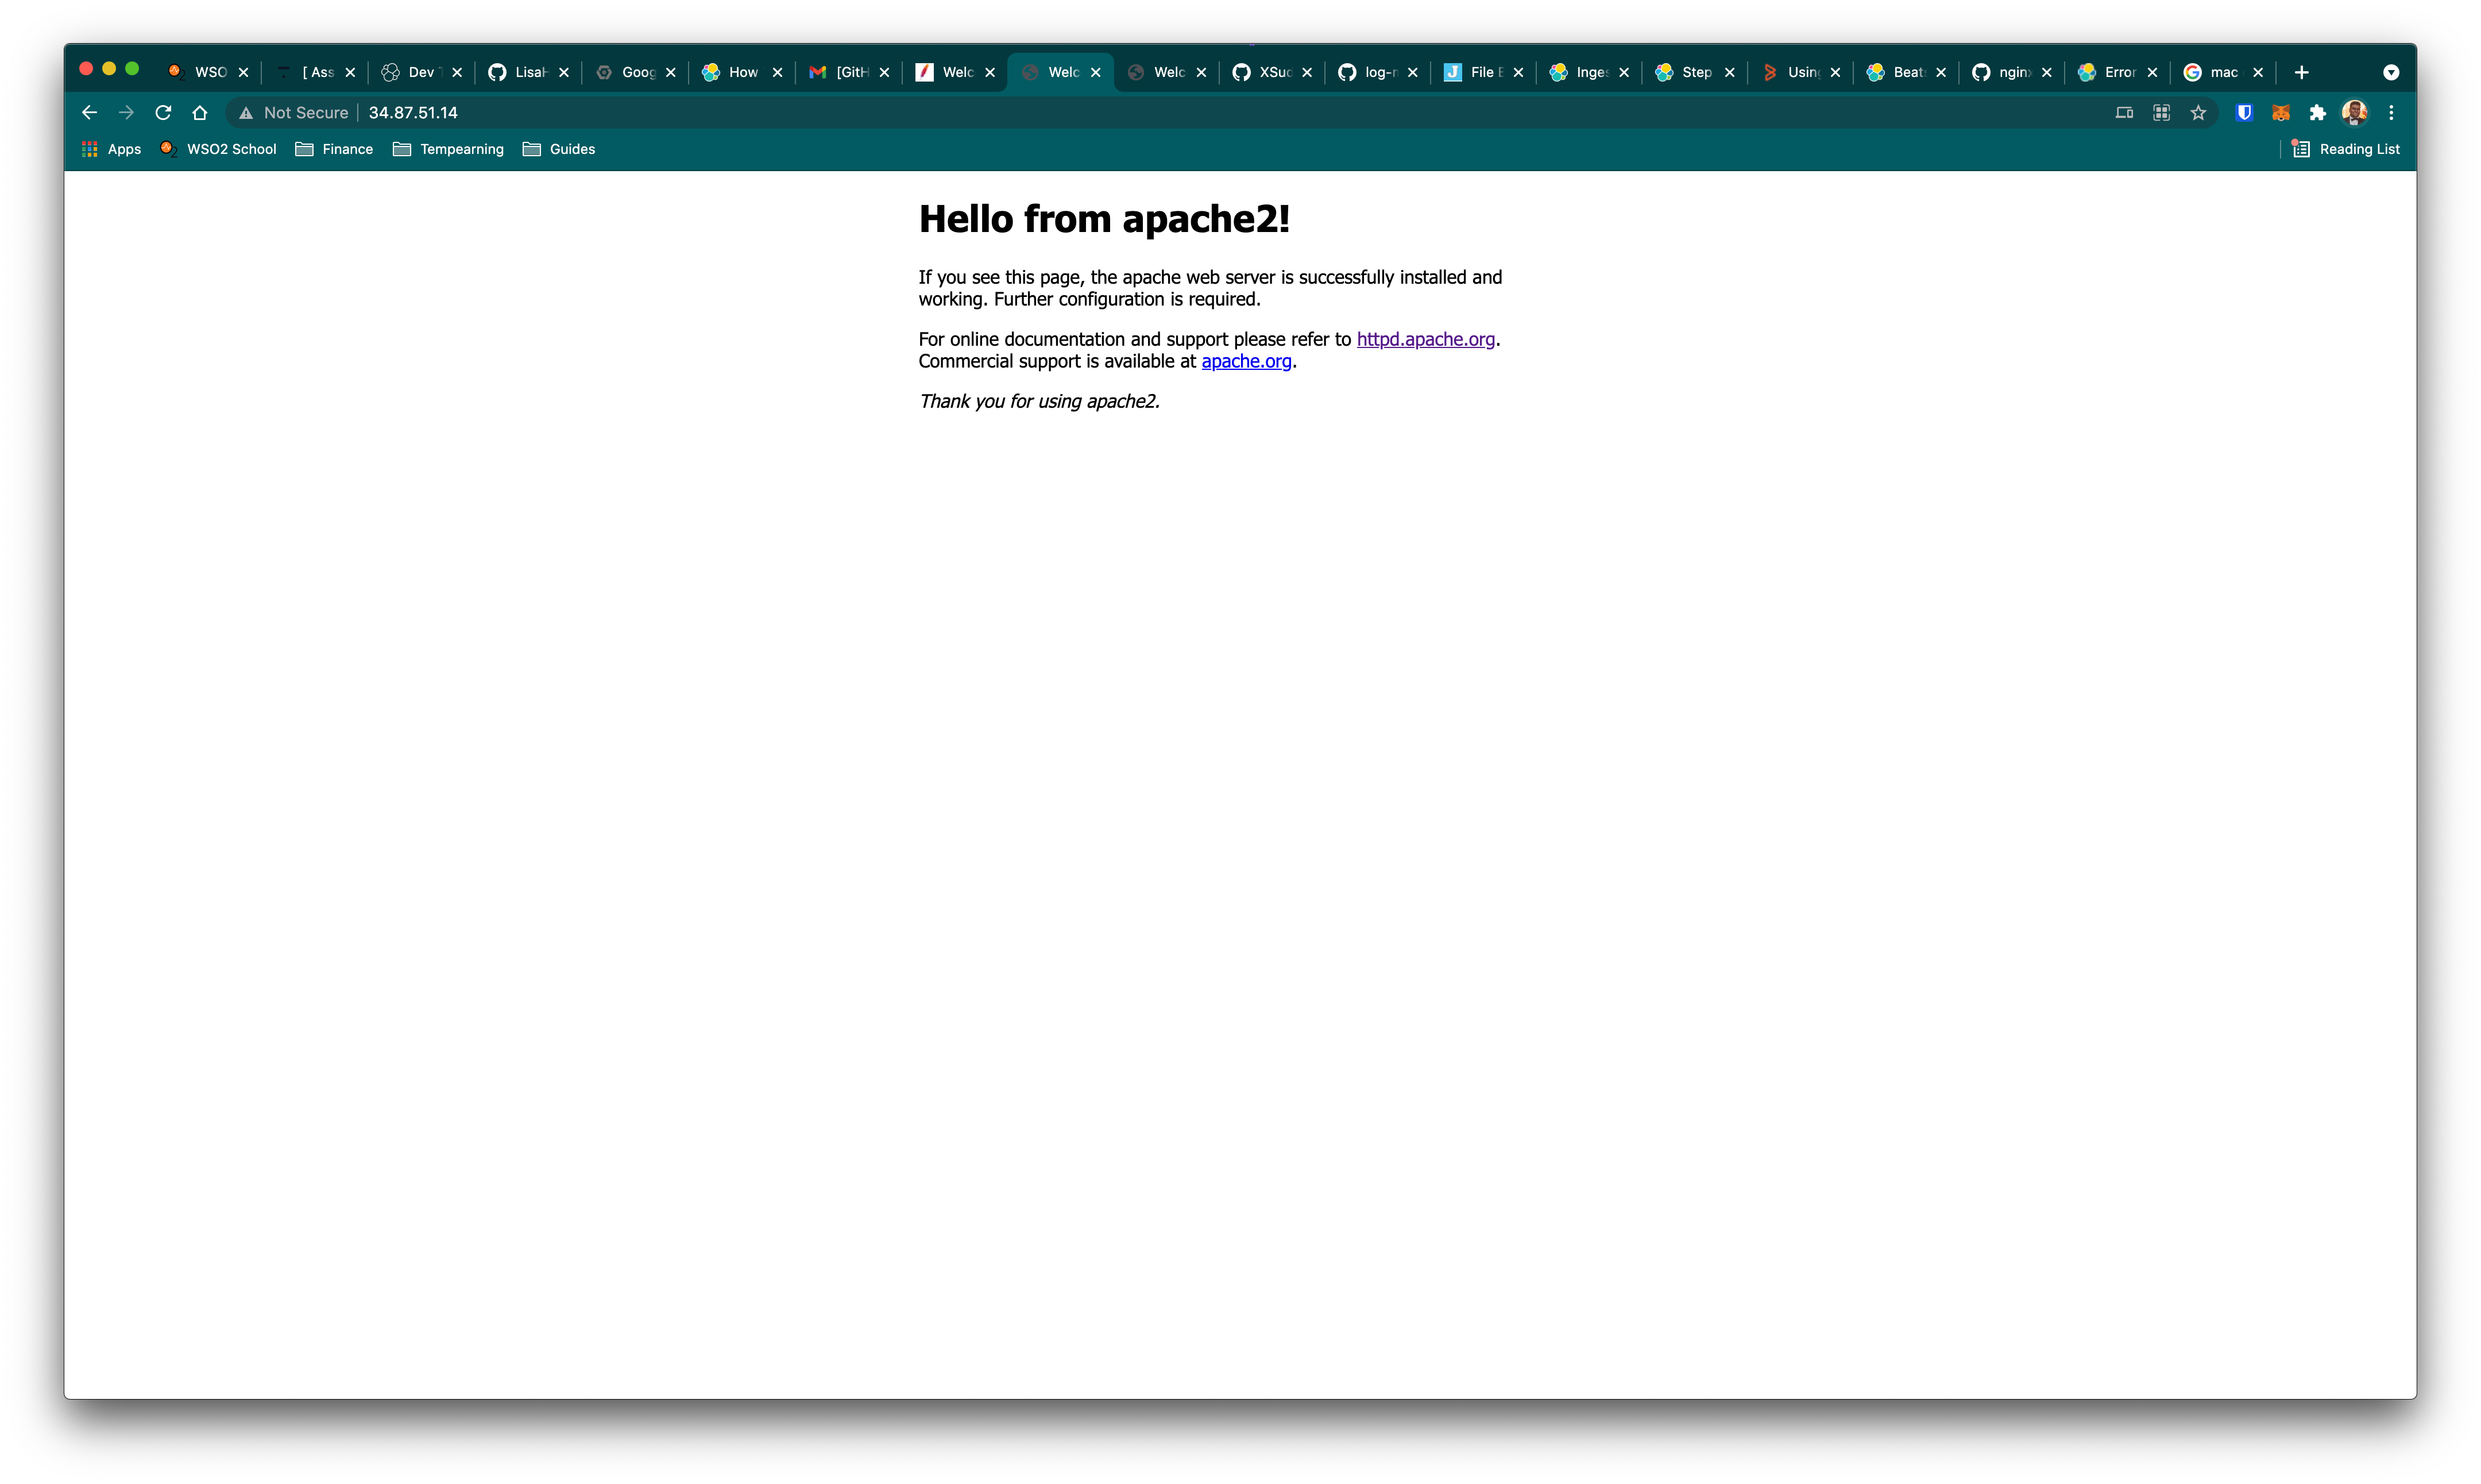 WSO [ Ass Dev LisaH Goog How [GitH Welc Welc Welc XSuc log-n File Inges Step Using Beat nginx Error mac
Not Secure 34.87.51.14
Apps WSO2 School Finance Tempearning Guides Reading List
Hello from apache2!
If you see this page, the apache web server is successfully installed and
working. Further configuration is required.
For online documentation and support please refer to httpd.apache.org.
Commercial support is available at apache.org.
Thank you for using apache2.